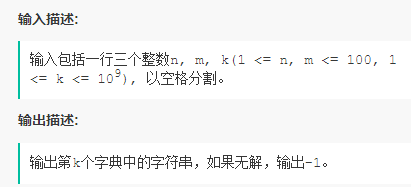 输入描述:
输入包括一行三个整数n, m, k(1 <= n, m <= 100, 1
<= k <= 10⁹), 以空格分割。
输出描述:
输出第k个字典中的字符串，如果无解，输出-1。